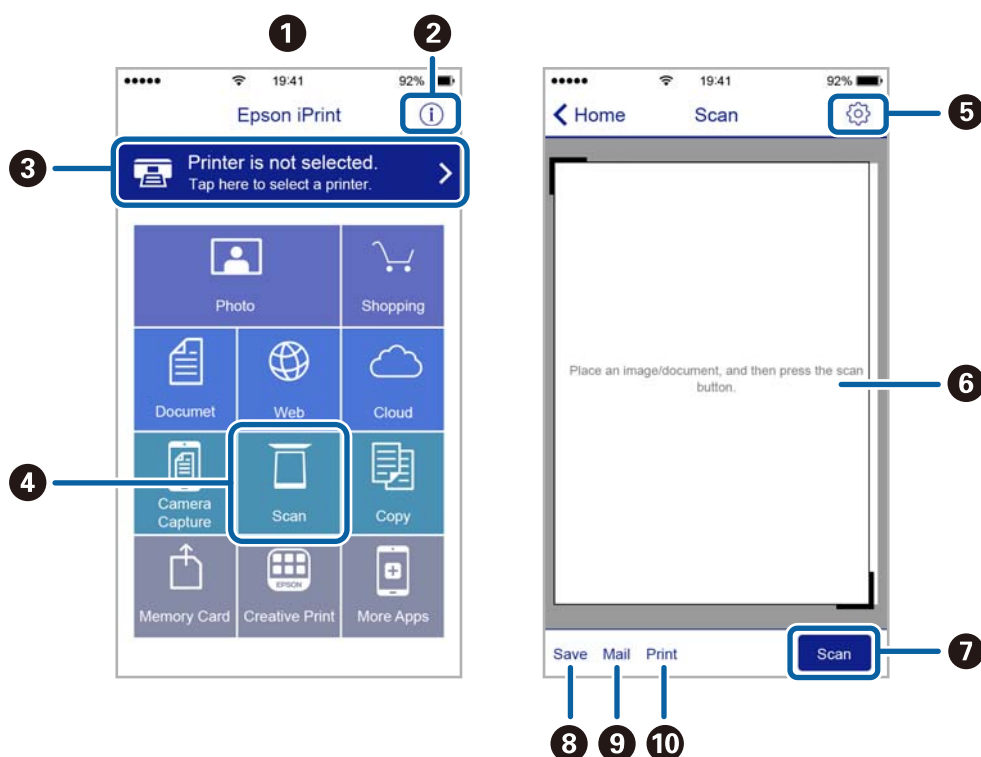 1
2
19:41
92%
Epson iPrint
i
3
Printer is not selected.
Tap here to select a printer.
Photo
Shopping
Documet
Web
Cloud
4
Camera
Capture
Scan
Copy
EPSON
Memory Card
Creative Print
More Apps
19:41
92%
Home
Scan
5
Place an image/document, and then press the scan
button.
6
Save
Mail
Print
Scan
7
8
9
10